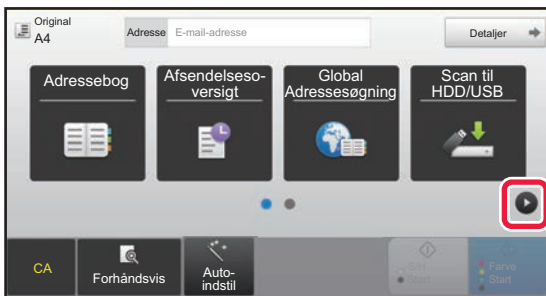 Original
A4
Adresse
E-mail-adresse
Detaljer
Adressebog
Afsendelseso-
versigt
Global
Adressesøgning
Scan til
HDD/USB
CA
Forhåndsvis
Auto-
indstil
S/H
Start
Farve
Start